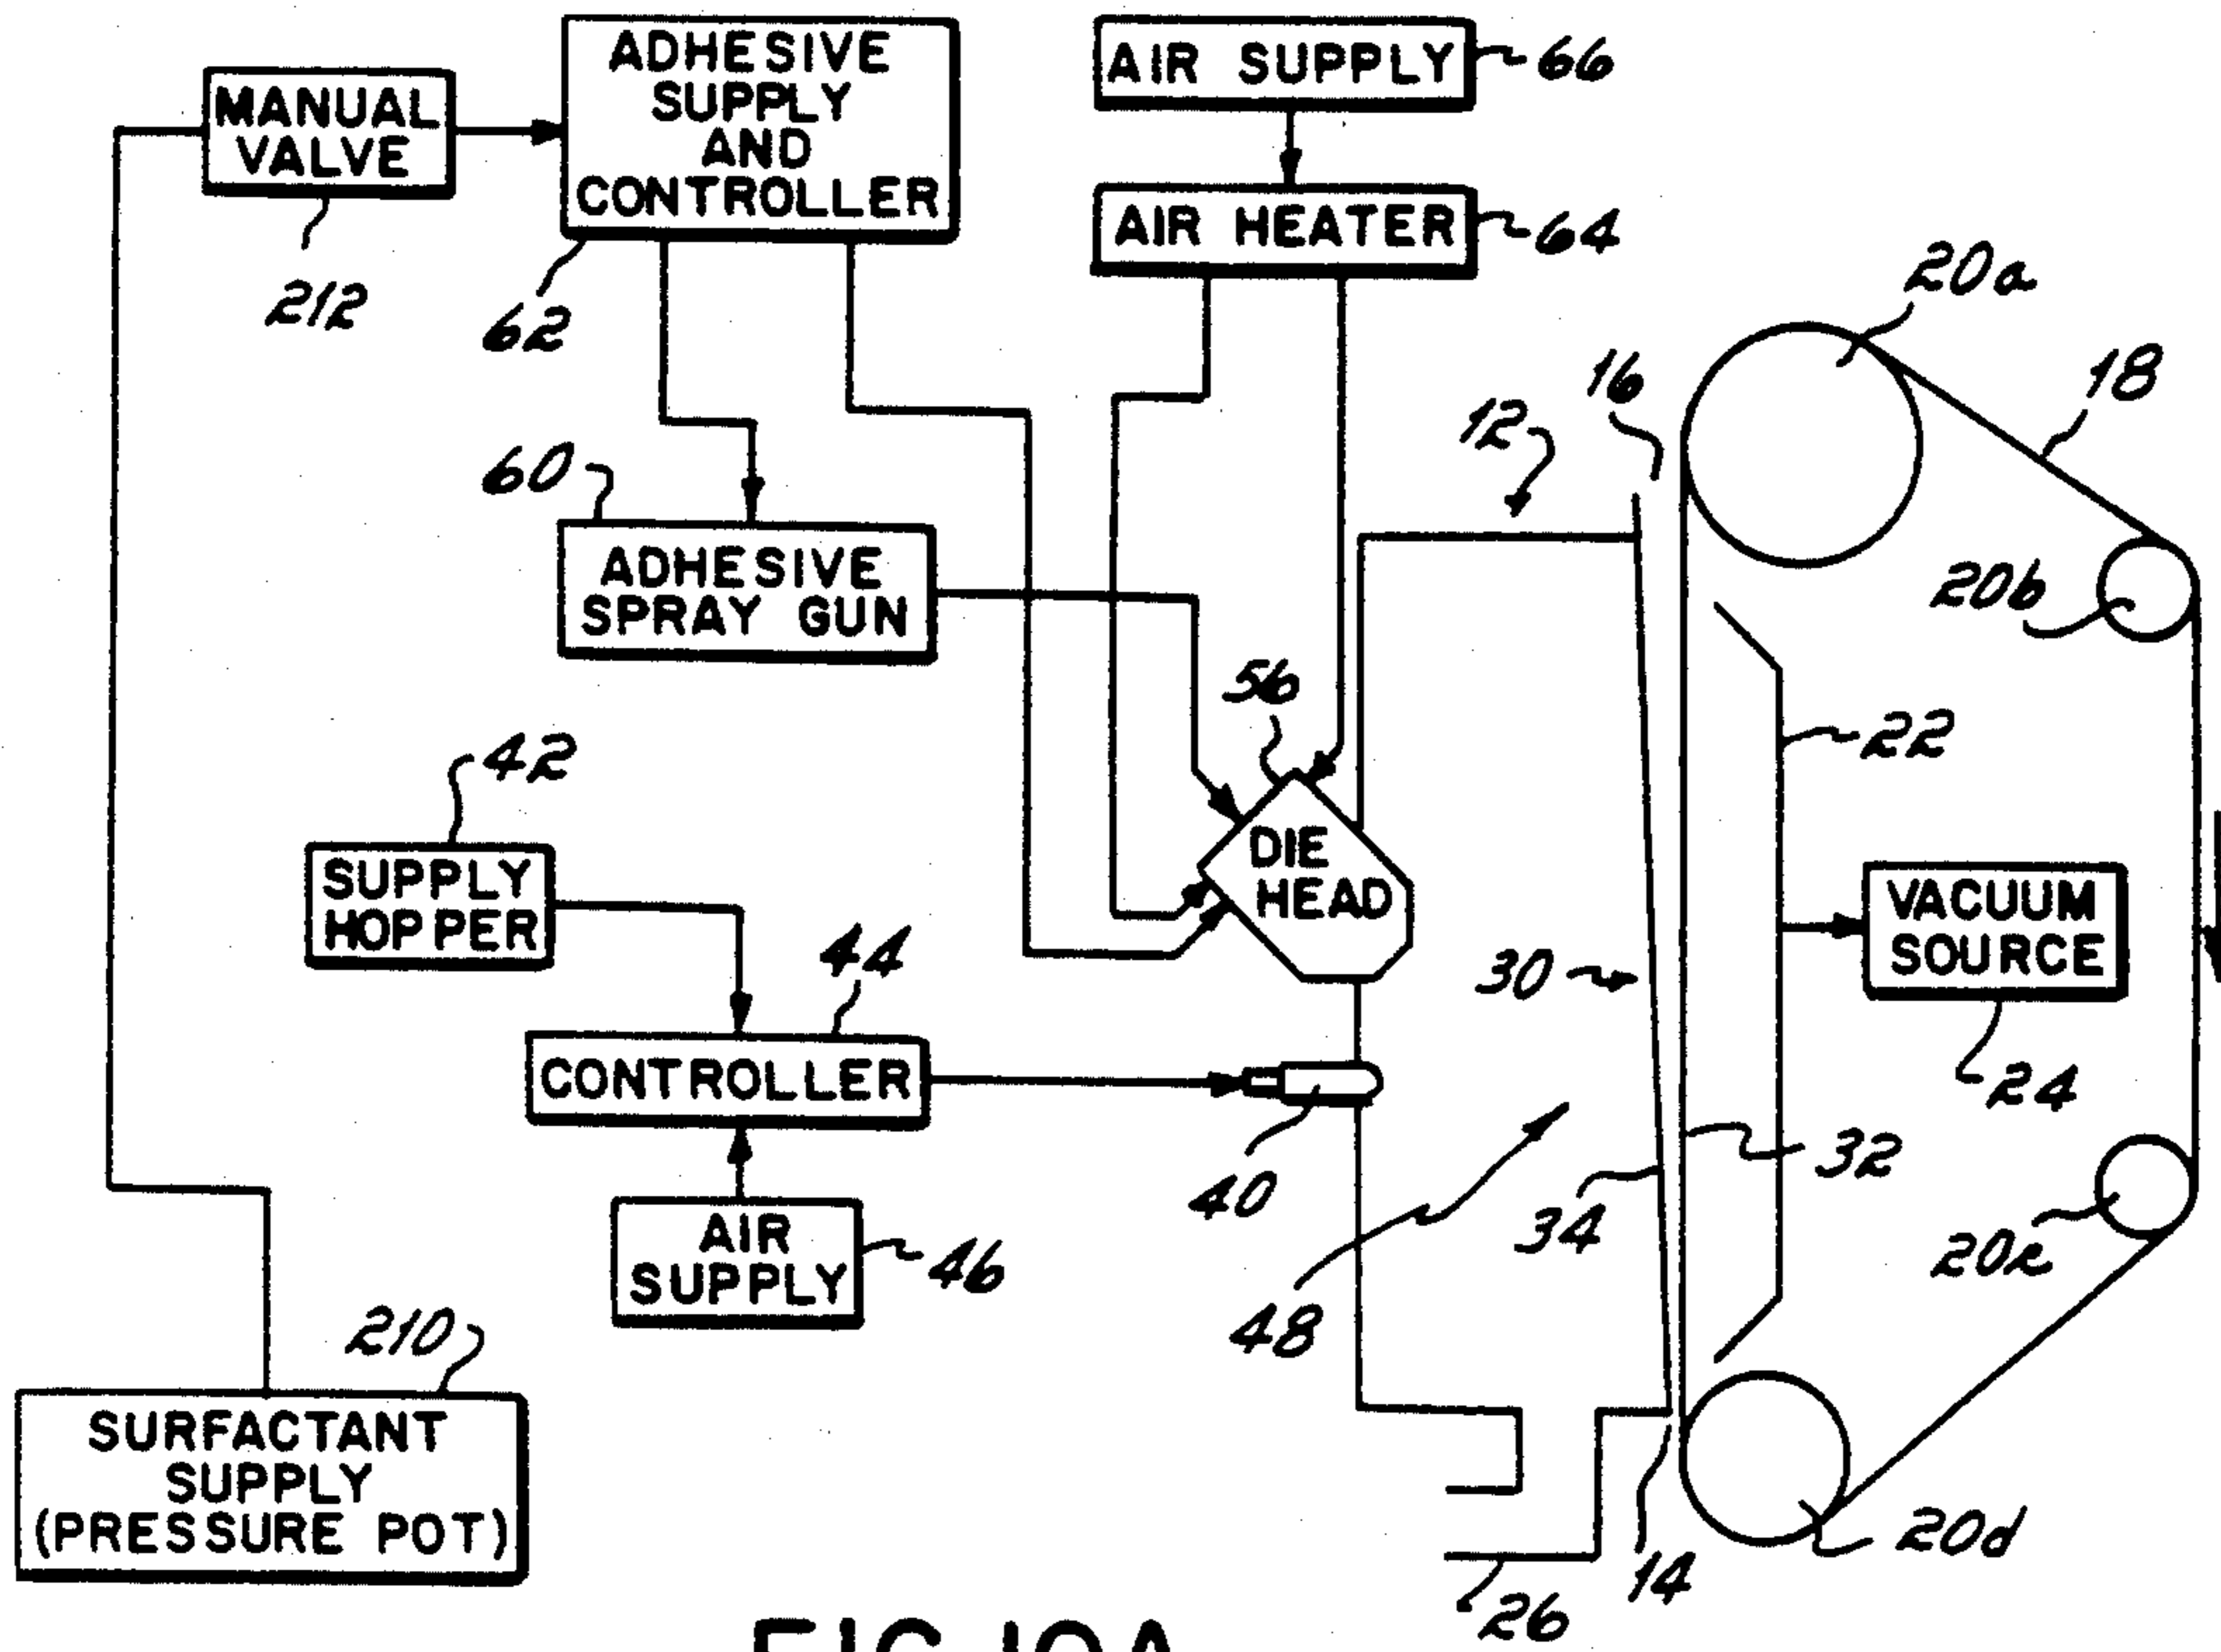 ADHESIVE
SUPPLY
AND
CONTROLLER
AIR SUPPLY
66
MANUAL
VALVE
AIR HEATER
64
212
62
20a
16
18
12
60
ADHESIVE
SPRAY GUN
20b
56
22
42
DIE
HEAD
SUPPLY
HOPPER
VACUUM
SOURCE
44
30
CONTROLLER
24
40
32
34
AIR
SUPPLY
46
48
210
SURFACTANT
SUPPLY
(PRESSURE POT)
20d
14
26